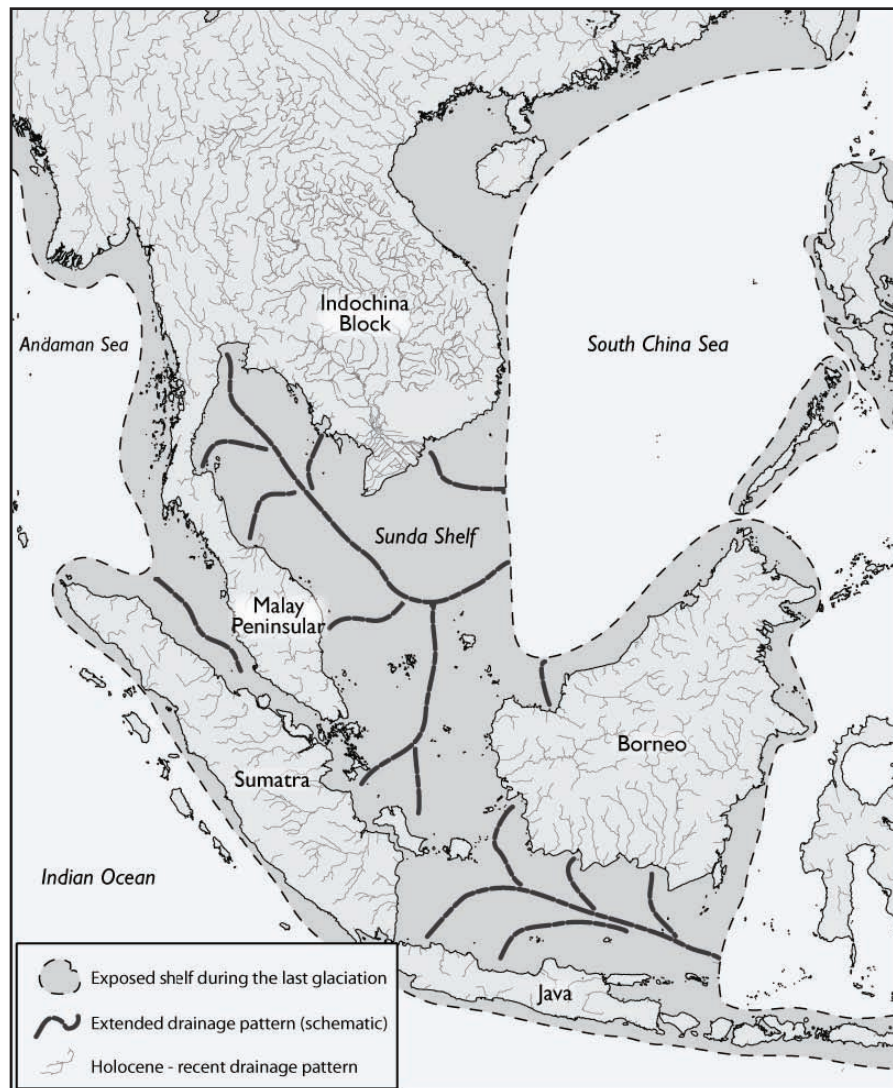 Indochina
Block
Andaman Sea
South China Sea
Sunda Shelf
Malay
Peninsular
Borneo
Sumatra
Indian Ocean
Java
Exposed shelf during the last glaciation
Extended drainage pattern (schematic)
Holocene - recent drainage pattern